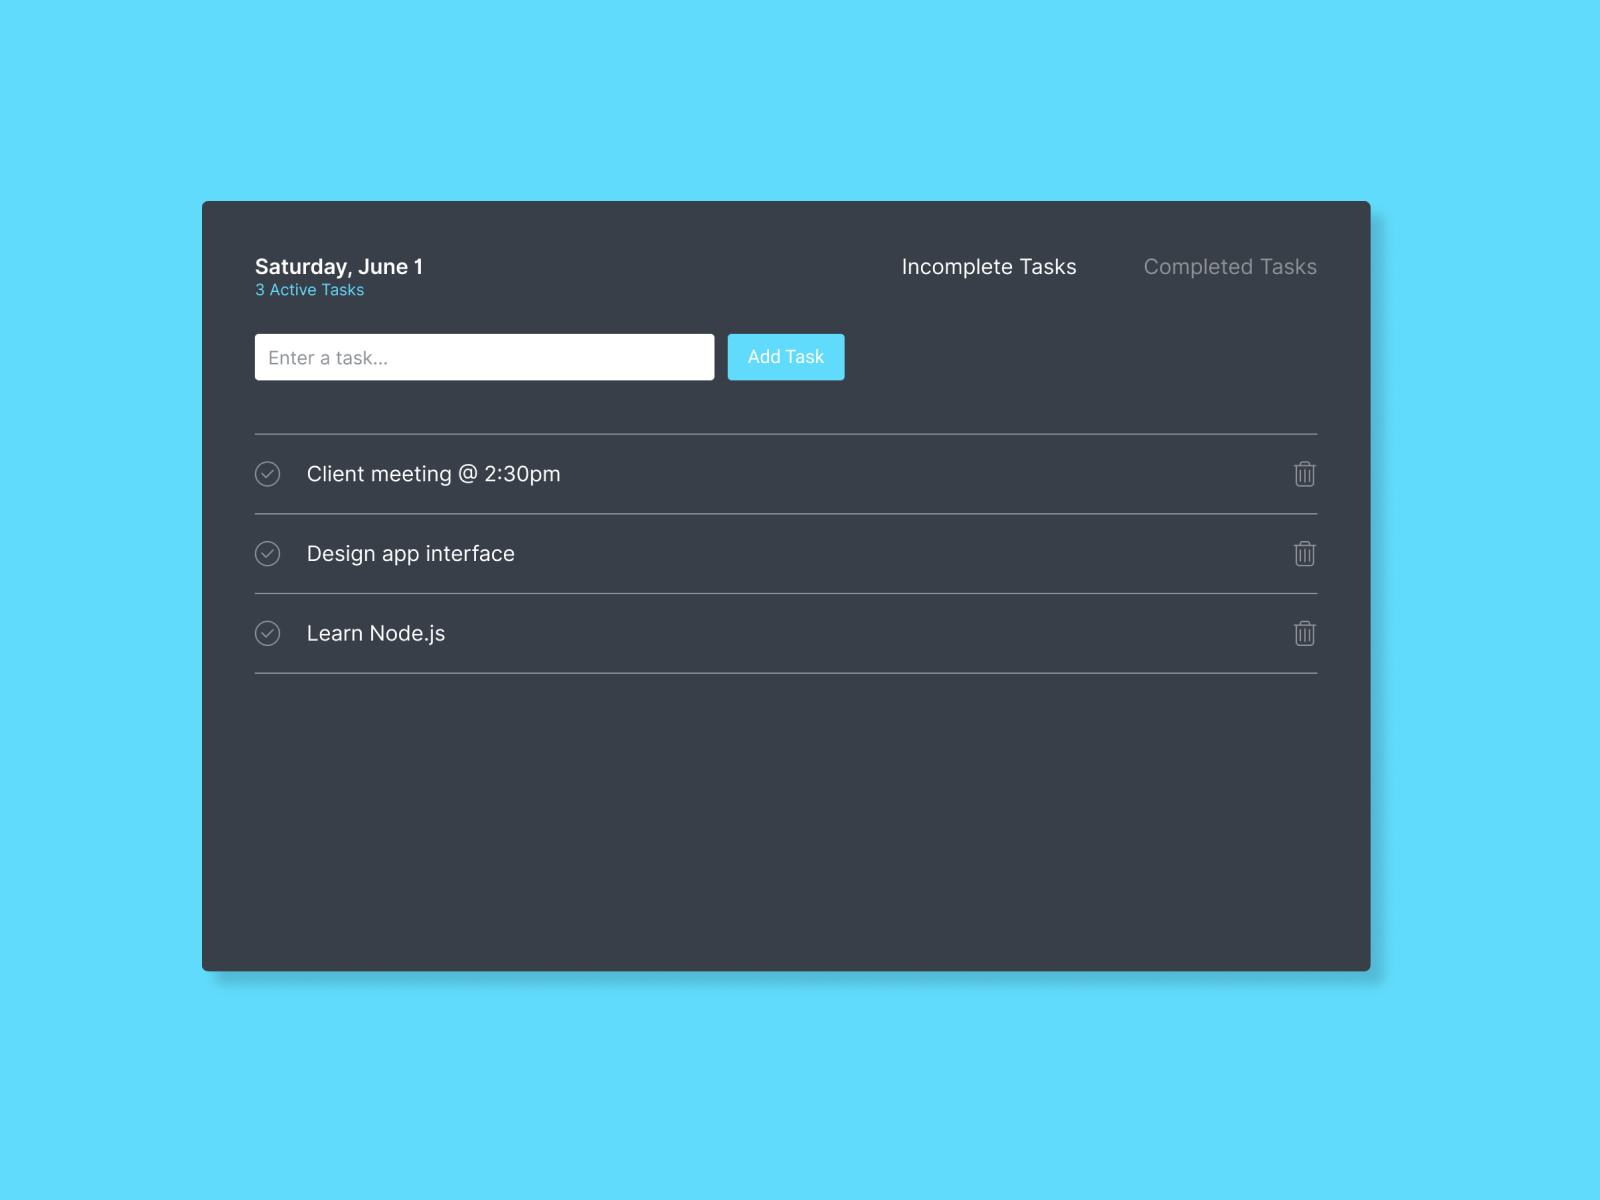 Saturday, June 1
3 Active Tasks
Incomplete Tasks
Completed Tasks
Enter a task...
Add Task
Client meeting @ 2:30pm
Design app interface
Learn Node.js